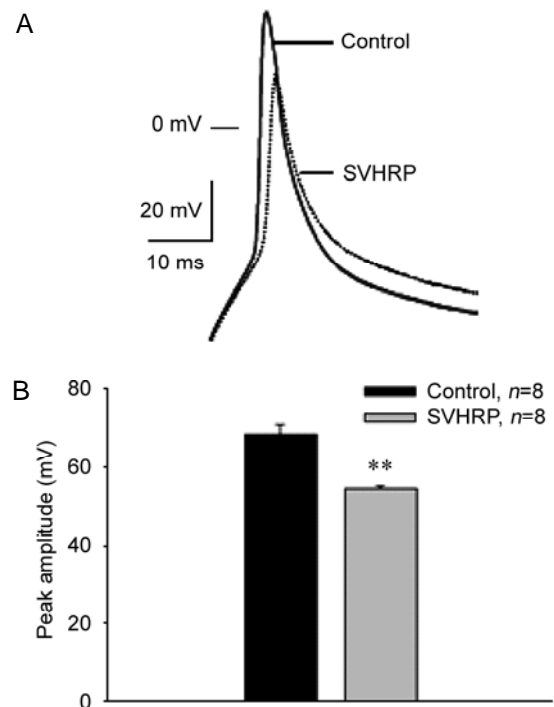 A
Control
0 mV
SVHRP
20 mV
10 ms
B
Control, n=8
SVHRP, n=8
**
Peak amplitude (mV)
80
60
40
20
0